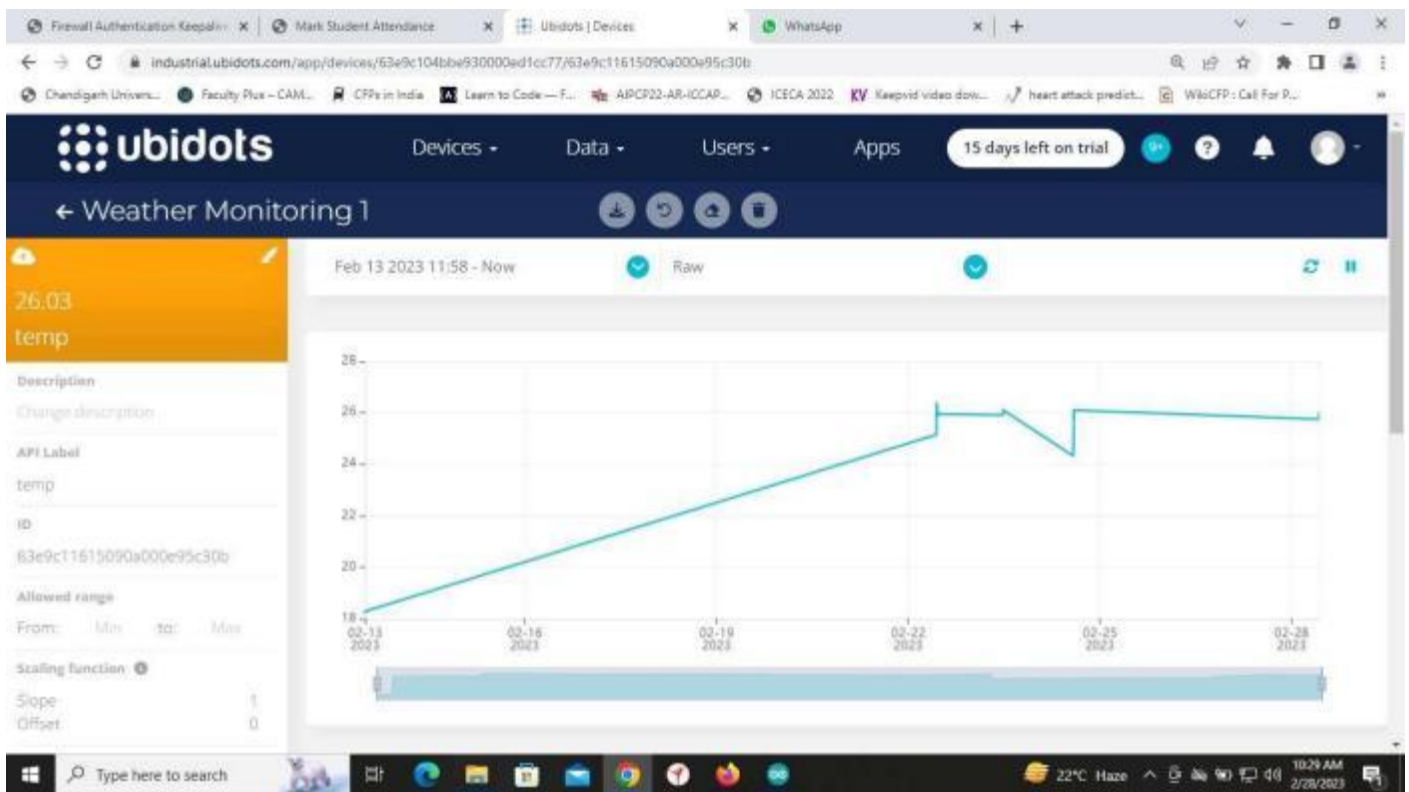 Firewall Authentication Keepaliv
Mark Student Attendance
Ubidots | Devices
WhatsApp
industrial.ubidots.com/app/devices/63e9c104bbe930000ed1cc77/63e9c11615090a000e95c30b
Chandigarh Univers...
Faculty Plus – CAM...
CFPs in India
Learn to Code — F...
AIPCP22-AR-ICCAP...
ICECA 2022
KV Keepvid video dow...
heart attack predict...
WikiCFP : Call For P...
ubidots
Devices
Data
Users
Apps
15 days left on trial
9+
?
← Weather Monitoring 1
Feb 13 2023 11:58 - Now
Raw
26.03
temp
Description
Change description
API Label
temp
ID
63e9c11615090a000e95c30b
Allowed range
From: Min to: Max
Scaling function
Slope 1
Offset 0
28
26
24
22
20
18
02-13 02-16 02-19 02-22 02-25 02-28
2023 2023 2023 2023 2023 2023
Type here to search
22°C Haze
10:29 AM
2/28/2023